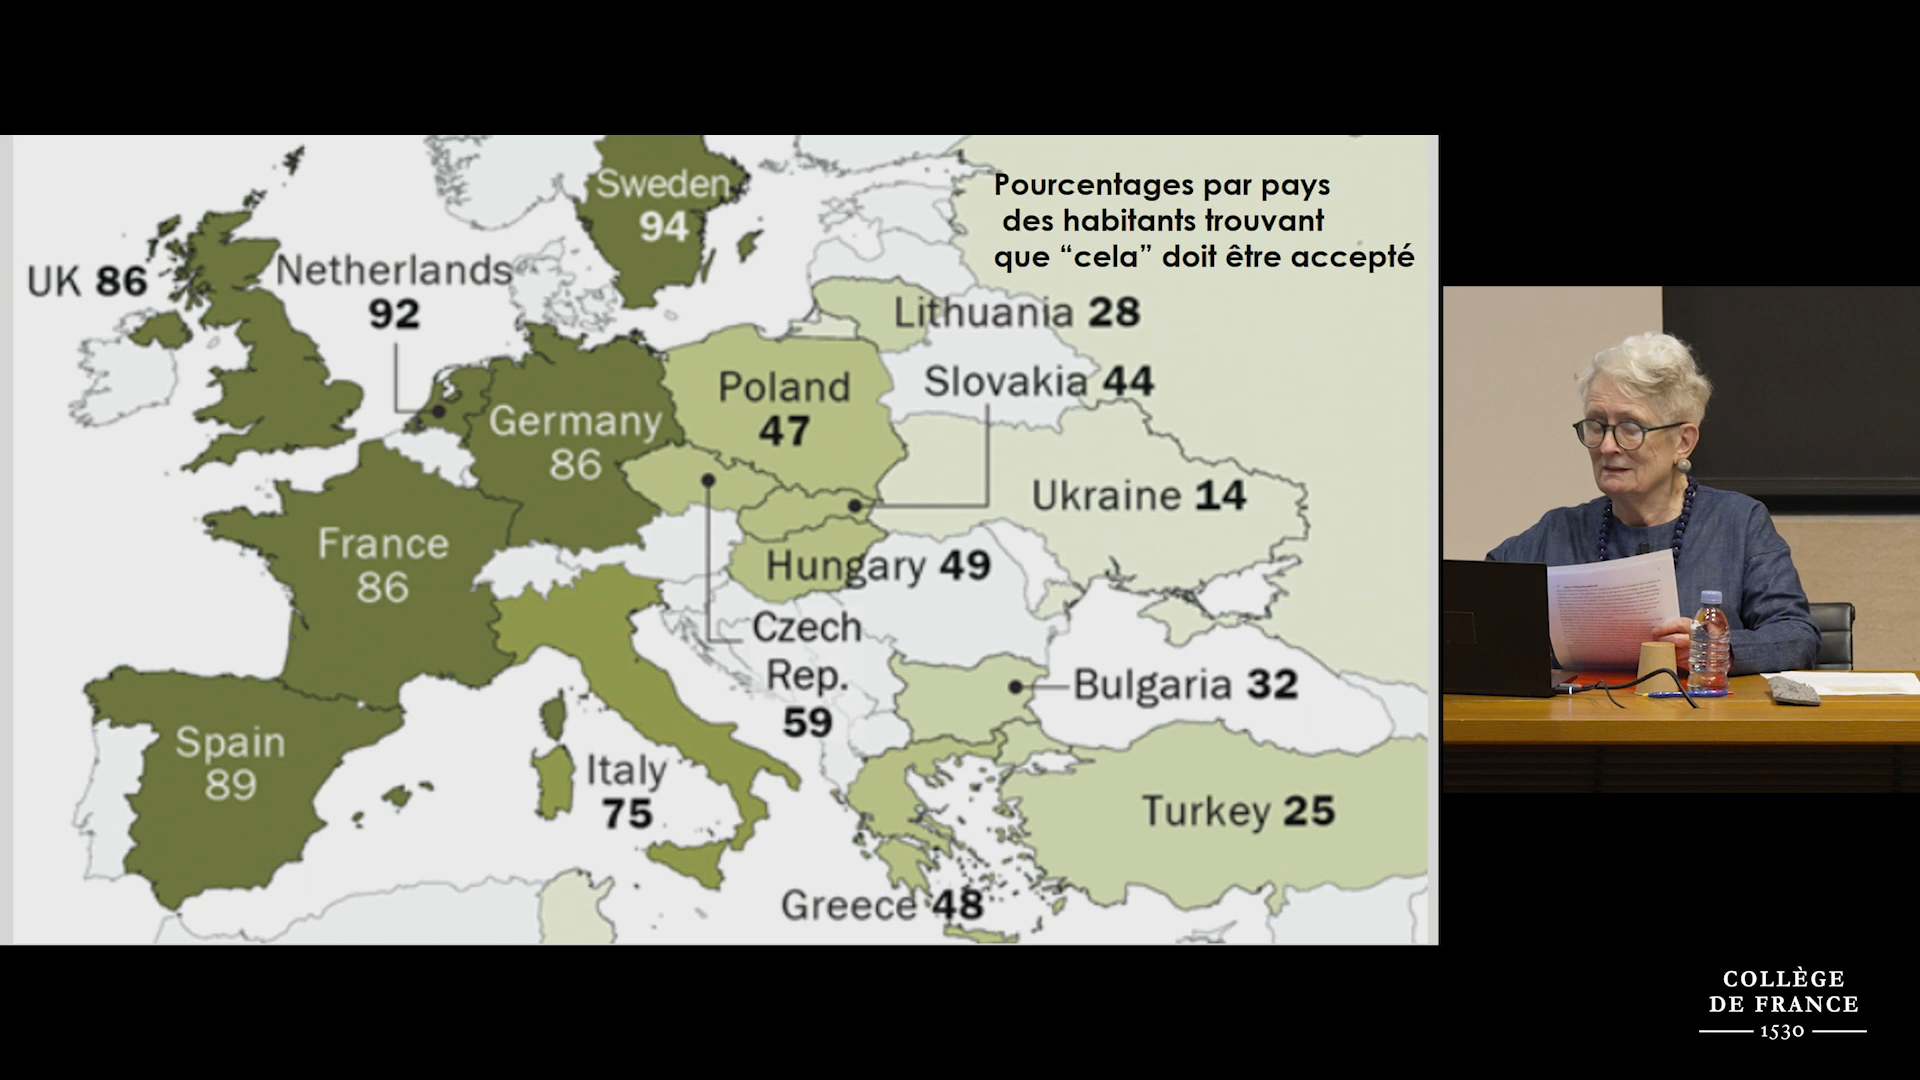 Pourcentages par pays
des habitants trouvant
que “cela” doit être accepté
Sweden
94
UK 86
Netherlands
92
Lithuania 28
Poland
47
Slovakia 44
Germany
86
Ukraine 14
France
86
Hungary 49
Czech
Rep.
59
Bulgaria 32
Spain
89
Italy
75
Turkey 25
Greece 48
COLLÈGE
DE FRANCE
1530